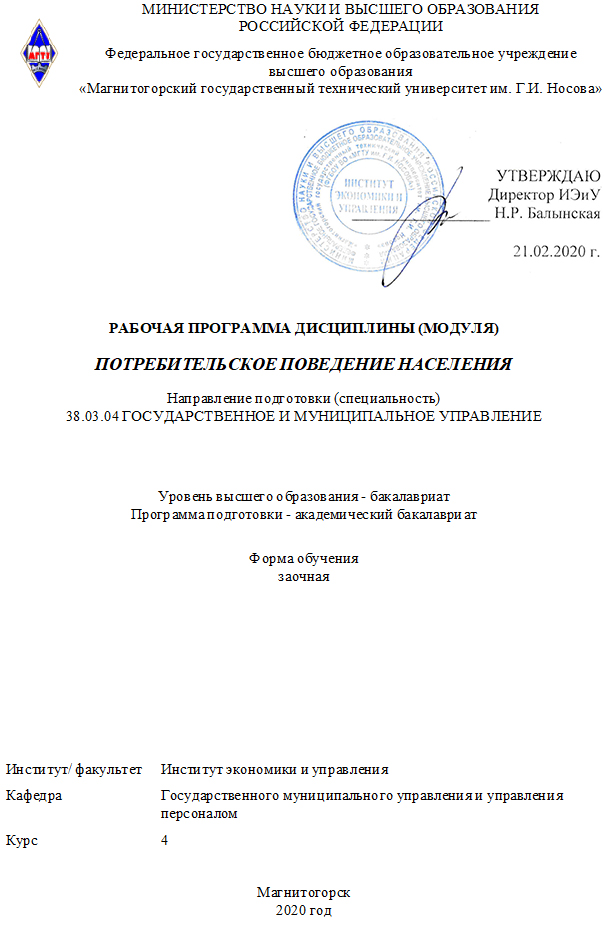 МИНИСТЕРСТВО НАУКИ И ВЫСШЕГО ОБРАЗОВАНИЯ
РОССИЙСКОЙ ФЕДЕРАЦИИ
Федеральное государственное бюджетное образовательное учреждение
высшего образования
«Магнитогорский государственный технический университет им. Г.И. Носова»
МГТУ
ИНСТИТУТ
ЭКОНОМИКИ И
УПРАВЛЕНИЯ
УТВЕРЖДАЮ
Директор ИЭиУ
Н.Р. Балынская
21.02.2020 г.
РАБОЧАЯ ПРОГРАММА ДИСЦИПЛИНЫ (МОДУЛЯ)
ПОТРЕБИТЕЛЬСКОЕ ПОВЕДЕНИЕ НАСЕЛЕНИЯ
Направление подготовки (специальность)
38.03.04 ГОСУДАРСТВЕННОЕ И МУНИЦИПАЛЬНОЕ УПРАВЛЕНИЕ
Уровень высшего образования - бакалавриат
Программа подготовки - академический бакалавриат
Форма обучения
заочная
Институт/ факультет Институт экономики и управления
Кафедра Государственного муниципального управления и управления
персоналом
Курс 4
Магнитогорск
2020 год